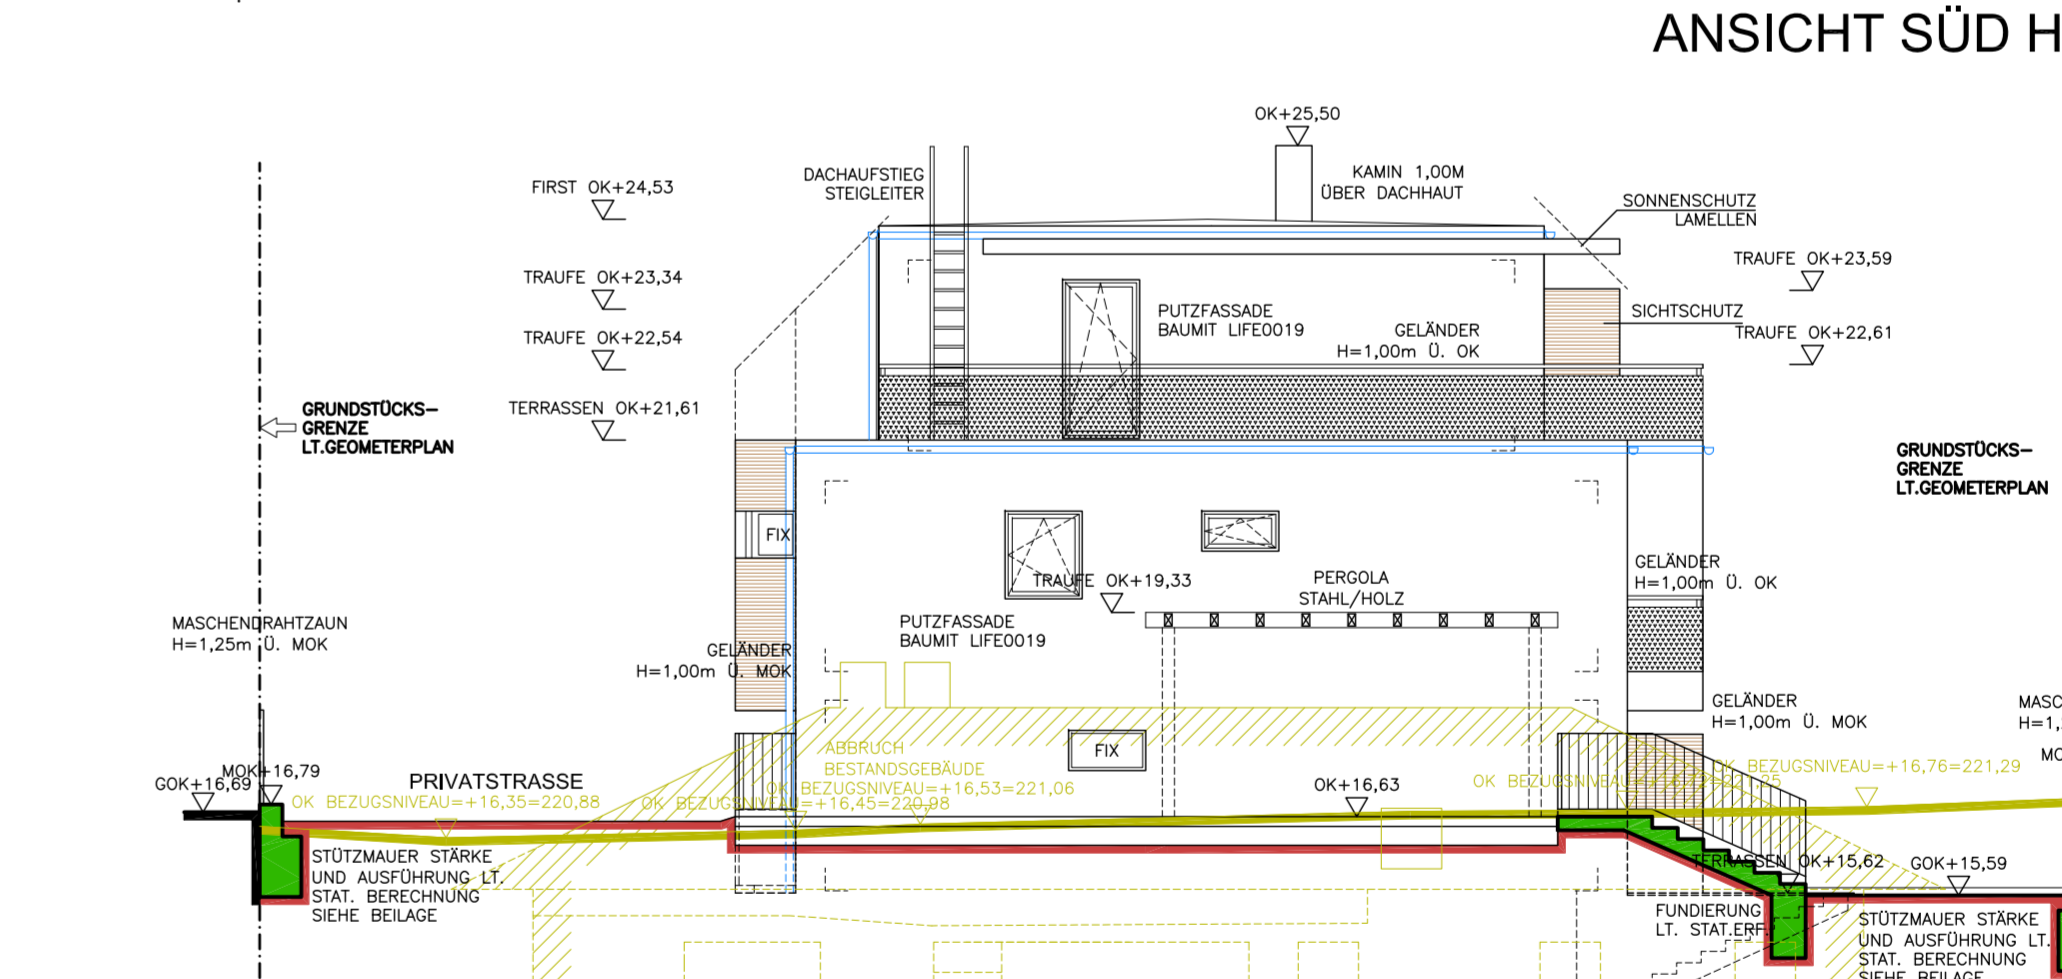 ANSICHT SÜD H
OK+25,50
DACHAUFSTIEG
STEIGLEITER
KAMIN 1,00M
ÜBER DACHHAUT
FIRST OK+24,53
SONNENSCHUTZ
LAMELLEN
TRAUFE OK+23,34
TRAUFE OK+23,59
PUTZFASSADE
BAUMIT LIFE0019
GELÄNDER
H=1,00m Ü. OK
SICHTSCHUTZ
TRAUFE OK+22,54
TRAUFE OK+22,61
TERRASSEN OK+21,61
GRUNDSTÜCKS–
GRENZE
LT.GEOMETERPLAN
GRUNDSTÜCKS–
GRENZE
LT.GEOMETERPLAN
FIX
TRAUFE OK+19,33
PERGOLA
STAHL/HOLZ
GELÄNDER
H=1,00m Ü. OK
MASCHENDRAHTZAUN
H=1,25m Ü. MOK
PUTZFASSADE
BAUMIT LIFE0019
GELÄNDER
H=1,00m Ü. MOK
GELÄNDER
H=1,00m Ü. MOK
MASC
H=1,
MO
ABBRUCH
BESTANDSGEBÄUDE
FIX
GOK+16,69
MOK+16,79
PRIVATSTRASSE
OK BEZUGSNIVEAU=+16,35=220,88
OK BEZUGSNIVEAU=+16,45=220,98
OK BEZUGSNIVEAU=+16,53=221,06
OK+16,63
OK BEZUGSNIVEAU=
OK BEZUGSNIVEAU=+16,76=221,29
STÜTZMAUER STÄRKE
UND AUSFÜHRUNG LT.
STAT. BERECHNUNG
SIEHE BEILAGE
TERRASSEN OK+15,62
GOK+15,59
FUNDIERUNG
LT. STAT.ERF.
STÜTZMAUER STÄRKE
UND AUSFÜHRUNG LT.
STAT. BERECHNUNG
SIEHE BEILAGE